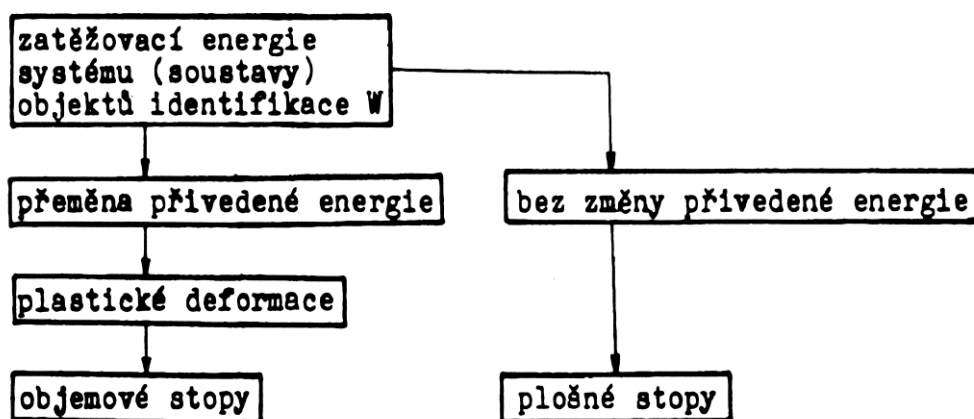 zatěžovací energie
systému (soustavy)
objektů identifikace W
přeměna přivedené energie
bez změny přivedené energie
plastické deformace
objemové stopy
plošné stopy